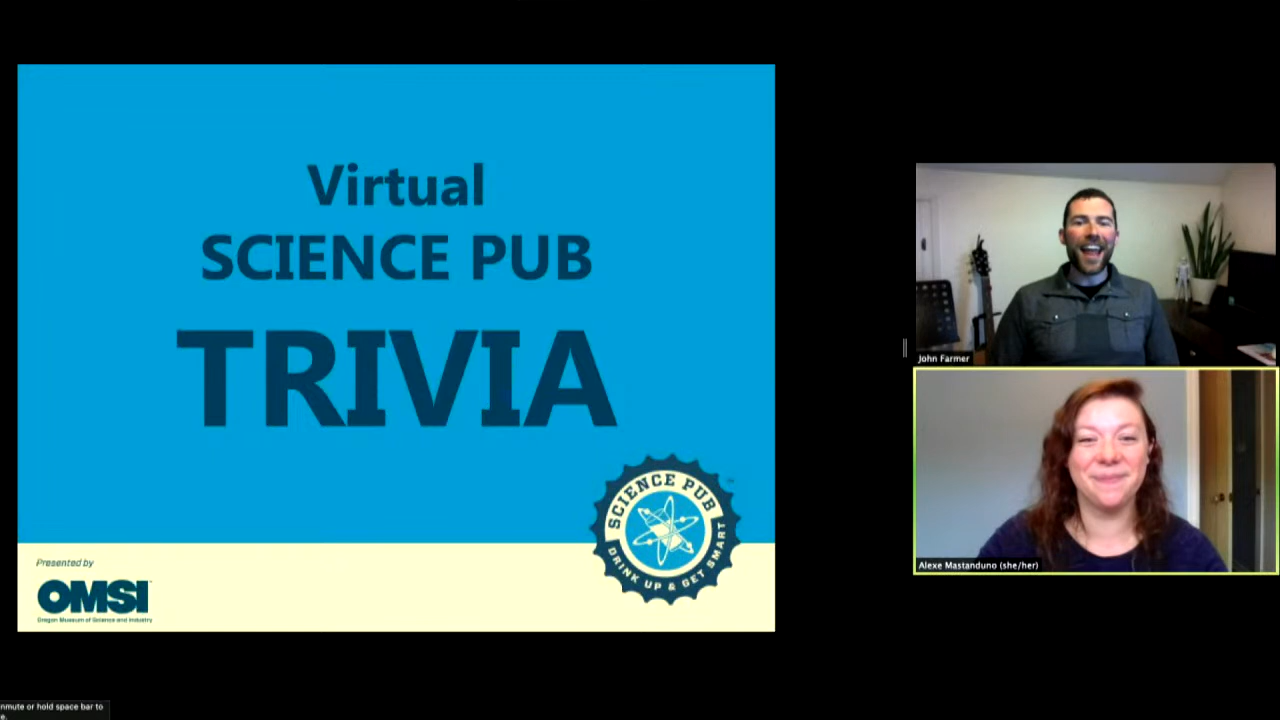 Virtual
SCIENCE PUB
TRIVIA
SCIENCE PUB
DRINK UP & GET SMART
Presented by
OMSI
Oregon Museum of Science and Industry
John Farmer
Alexe Mastanduno (she/her)
nmute or hold space bar to
e.